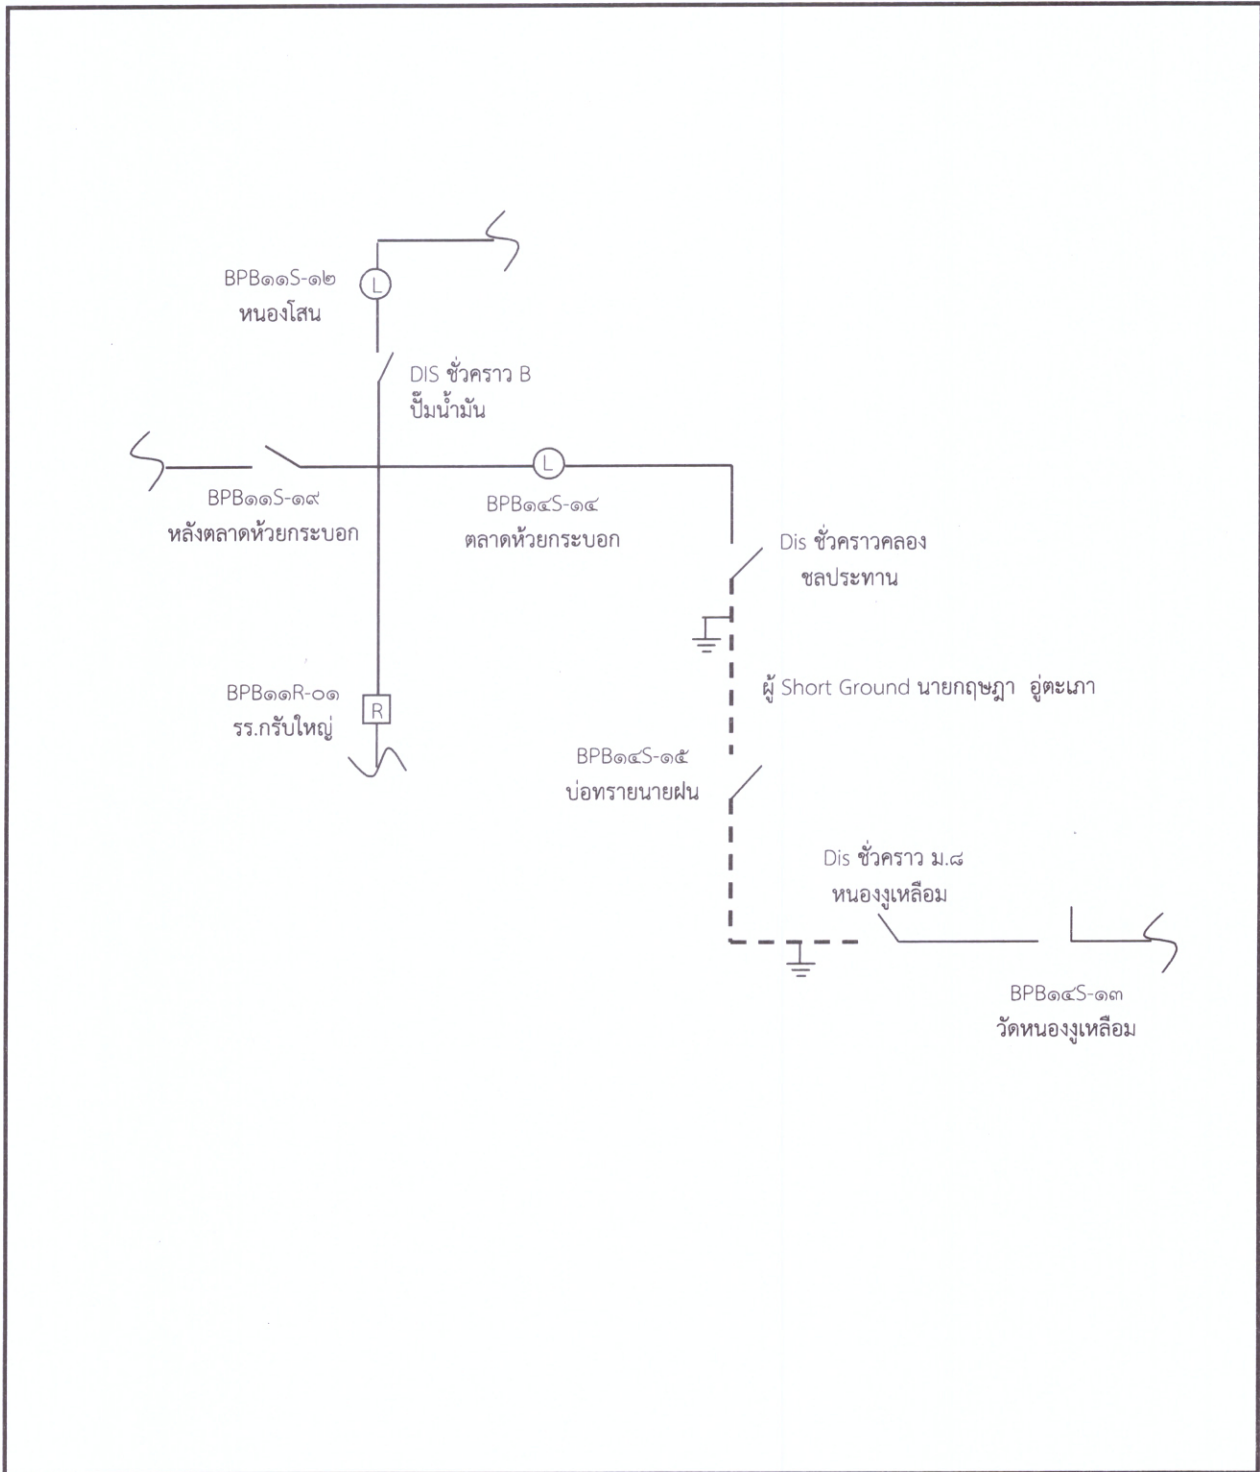 BPB๑๑S-๑๒
หนองโสน
L
DIS ชั่วคราว B
ปั๊มน้ำมัน
L
BPB๑๑S-๑๙
หลังตลาดห้วยกระบอก
BPB๑๔S-๑๔
ตลาดห้วยกระบอก
Dis ชั่วคราวคลอง
ชลประทาน
BPB๑๑R-๐๑
รร.กรับใหญ่
R
ผู้ Short Ground นายกฤษฎา อู่ตะเภา
BPB๑๔S-๑๕
บ่อทรายนายฝน
Dis ชั่วคราว ม.๘
หนองงูเหลือม
BPB๑๔S-๑๓
วัดหนองงูเหลือม